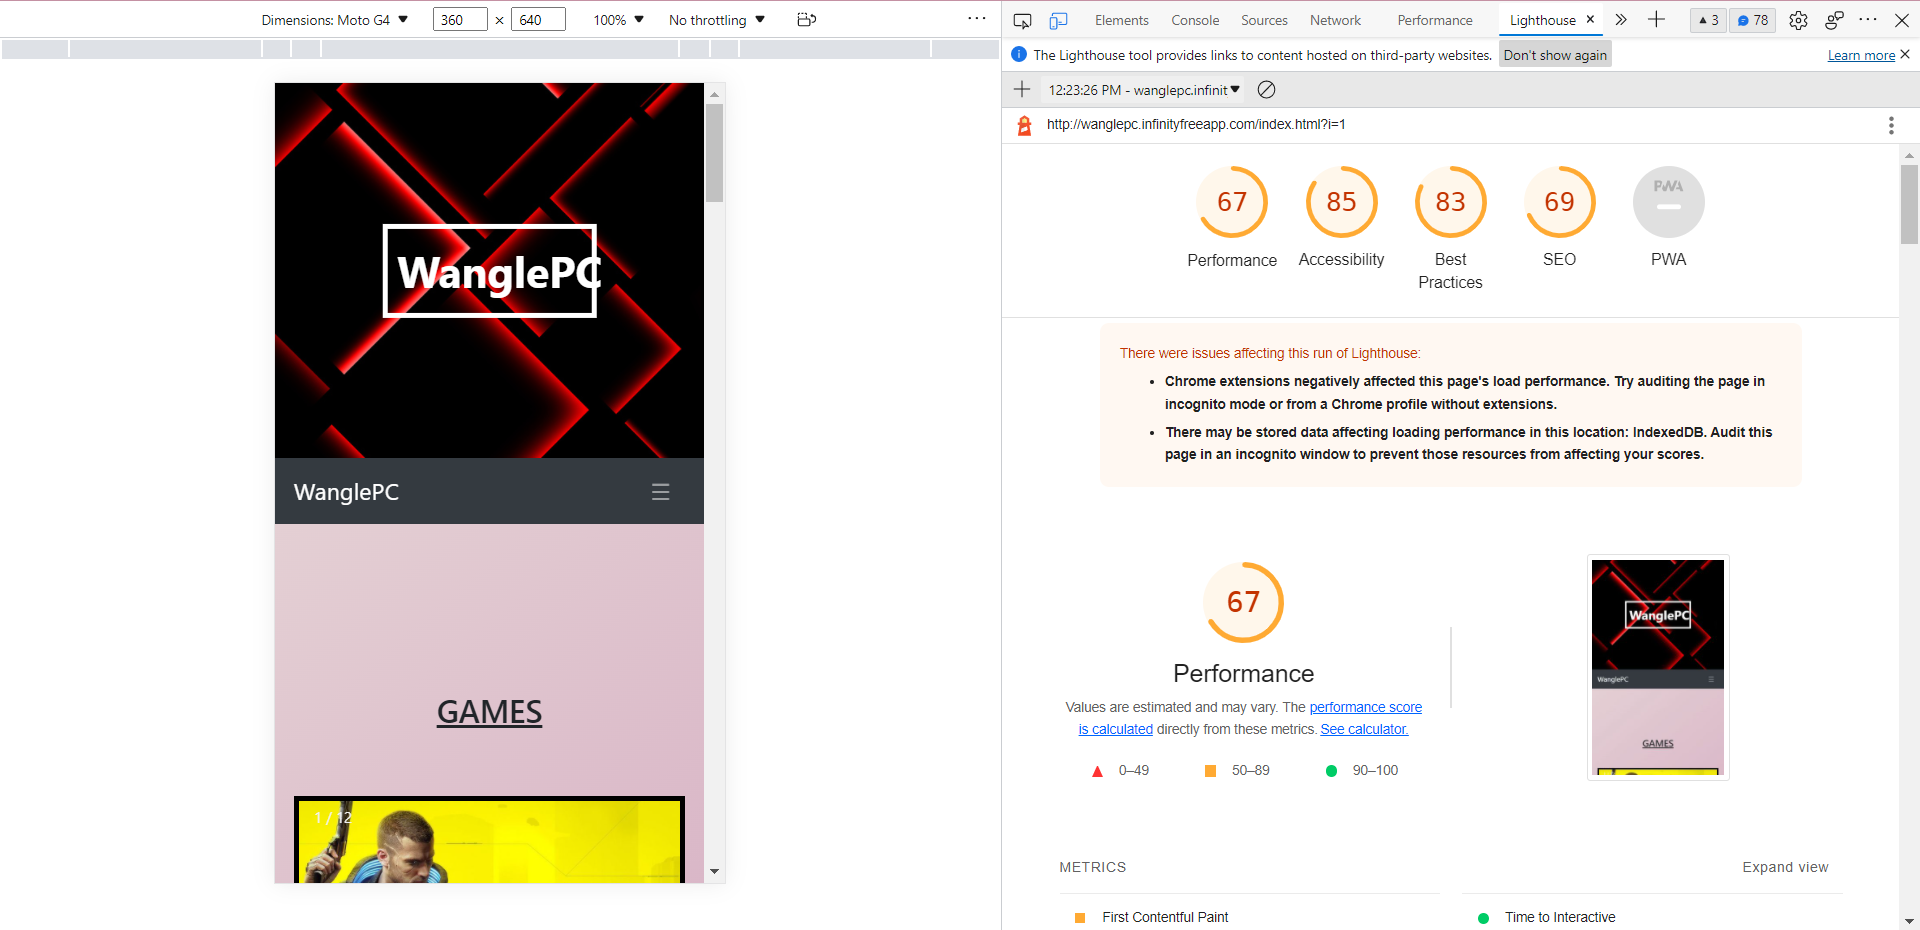 Dimensions: Moto G4 ▼ 360 × 640 100% ▼ No throttling ▼ ···
Elements Console Sources Network Performance Lighthouse × 3 78 ···
The Lighthouse tool provides links to content hosted on third-party websites. Don't show again Learn more
12:23:26 PM - wanglepc.infinit ▼
http://wanglepc.infinityfreeapp.com/index.html?i=1
67 85 83 69 PWA
Performance Accessibility Best Practices SEO PWA
There were issues affecting this run of Lighthouse:
• Chrome extensions negatively affected this page's load performance. Try auditing the page in
incognito mode or from a Chrome profile without extensions.
• There may be stored data affecting loading performance in this location: IndexedDB. Audit this
page in an incognito window to prevent those resources from affecting your scores.
WanglePC
WanglePC ☰
GAMES
1 / 12
67
Performance
Values are estimated and may vary. The performance score
is calculated directly from these metrics. See calculator.
0–49 50–89 90–100
WanglePC
WanglePC
GAMES
METRICS Expand view
First Contentful Paint Time to Interactive